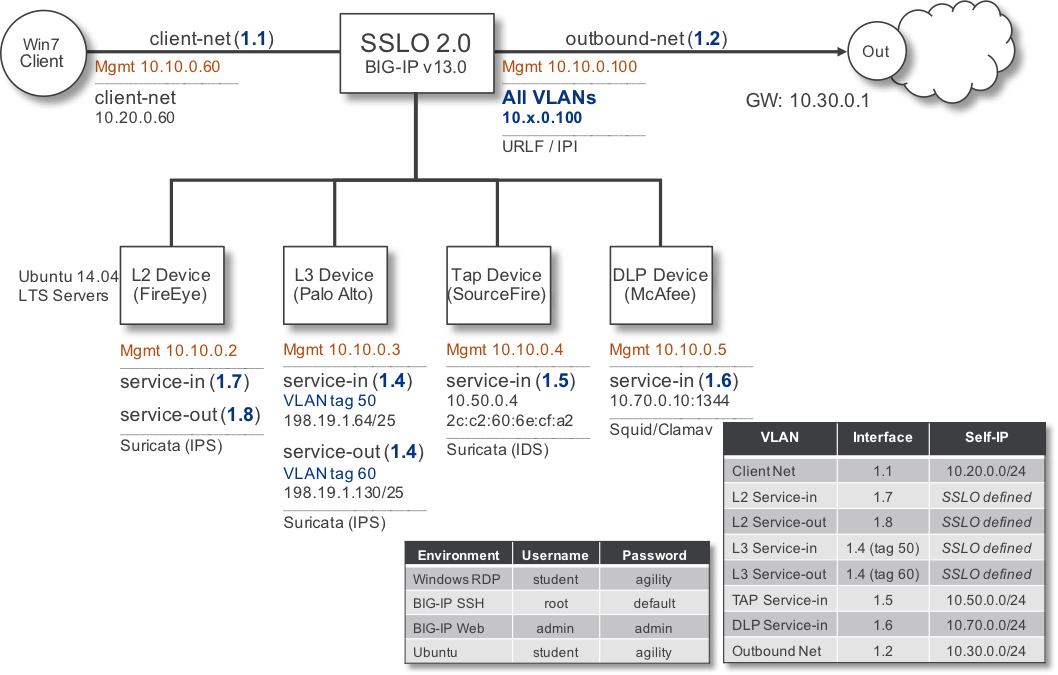 Win7
Client
client-net (1.1)
Mgmt 10.10.0.60
client-net
10.20.0.60
SSLO 2.0
BIG-IP v13.0
outbound-net (1.2)
Mgmt 10.10.0.100
All VLANs
10.x.0.100
URLF / IPI
Out
GW: 10.30.0.1
Ubuntu 14.04
LTS Servers
L2 Device
(FireEye)
Mgmt 10.10.0.2
service-in (1.7)
service-out (1.8)
Suricata (IPS)
L3 Device
(Palo Alto)
Mgmt 10.10.0.3
service-in (1.4)
VLAN tag 50
198.19.1.64/25
service-out (1.4)
VLAN tag 60
198.19.1.130/25
Suricata (IPS)
Tap Device
(SourceFire)
Mgmt 10.10.0.4
service-in (1.5)
10.50.0.4
2c:c2:60:6e:cf:a2
Suricata (IDS)
DLP Device
(McAfee)
Mgmt 10.10.0.5
service-in (1.6)
10.70.0.10:1344
Squid/Clamav
Environment Username Password
Windows RDP student agility
BIG-IP SSH root default
BIG-IP Web admin admin
Ubuntu student agility
VLAN Interface Self-IP
Client Net 1.1 10.20.0.0/24
L2 Service-in 1.7 SSLO defined
L2 Service-out 1.8 SSLO defined
L3 Service-in 1.4 (tag 50) SSLO defined
L3 Service-out 1.4 (tag 60) SSLO defined
TAP Service-in 1.5 10.50.0.0/24
DLP Service-in 1.6 10.70.0.0/24
Outbound Net 1.2 10.30.0.0/24